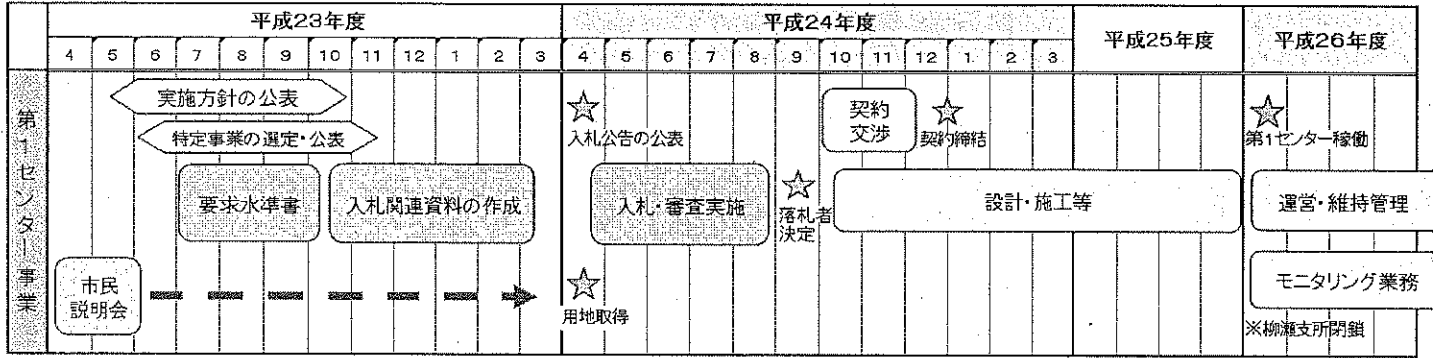 平成23年度 平成24年度 平成25年度 平成26年度
4 5 6 7 8 9 10 11 12 1 2 3 4 5 6 7 8 9 10 11 12 1 2 3
第1センター事業
実施方針の公表
特定事業の選定・公表
要求水準書
入札関連資料の作成
市民
説明会
入札公告の公表
入札・審査実施
用地取得
落札者
決定
契約
交渉
契約締結
設計・施工等
第1センター稼働
運営・維持管理
モニタリング業務
※柳瀬支所閉鎖